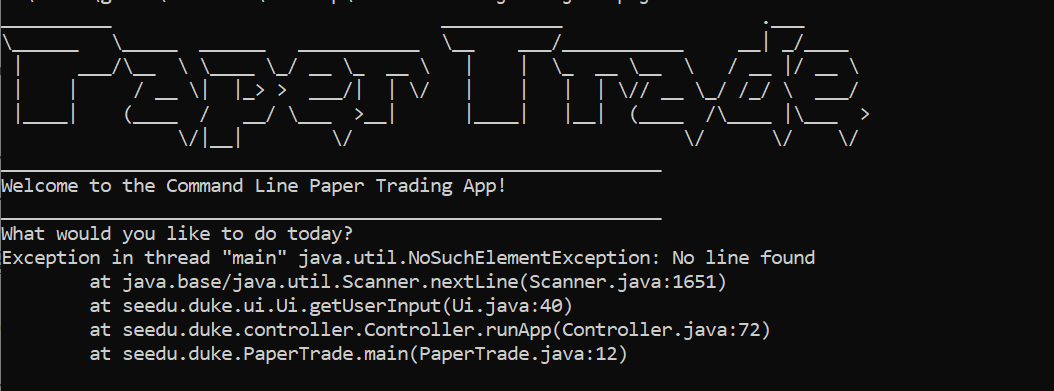 PaperTrade
Welcome to the Command Line Paper Trading App!
What would you like to do today?
Exception in thread "main" java.util.NoSuchElementException: No line found
at java.base/java.util.Scanner.nextLine(Scanner.java:1651)
at seedu.duke.ui.Ui.getUserInput(Ui.java:40)
at seedu.duke.controller.Controller.runApp(Controller.java:72)
at seedu.duke.PaperTrade.main(PaperTrade.java:12)